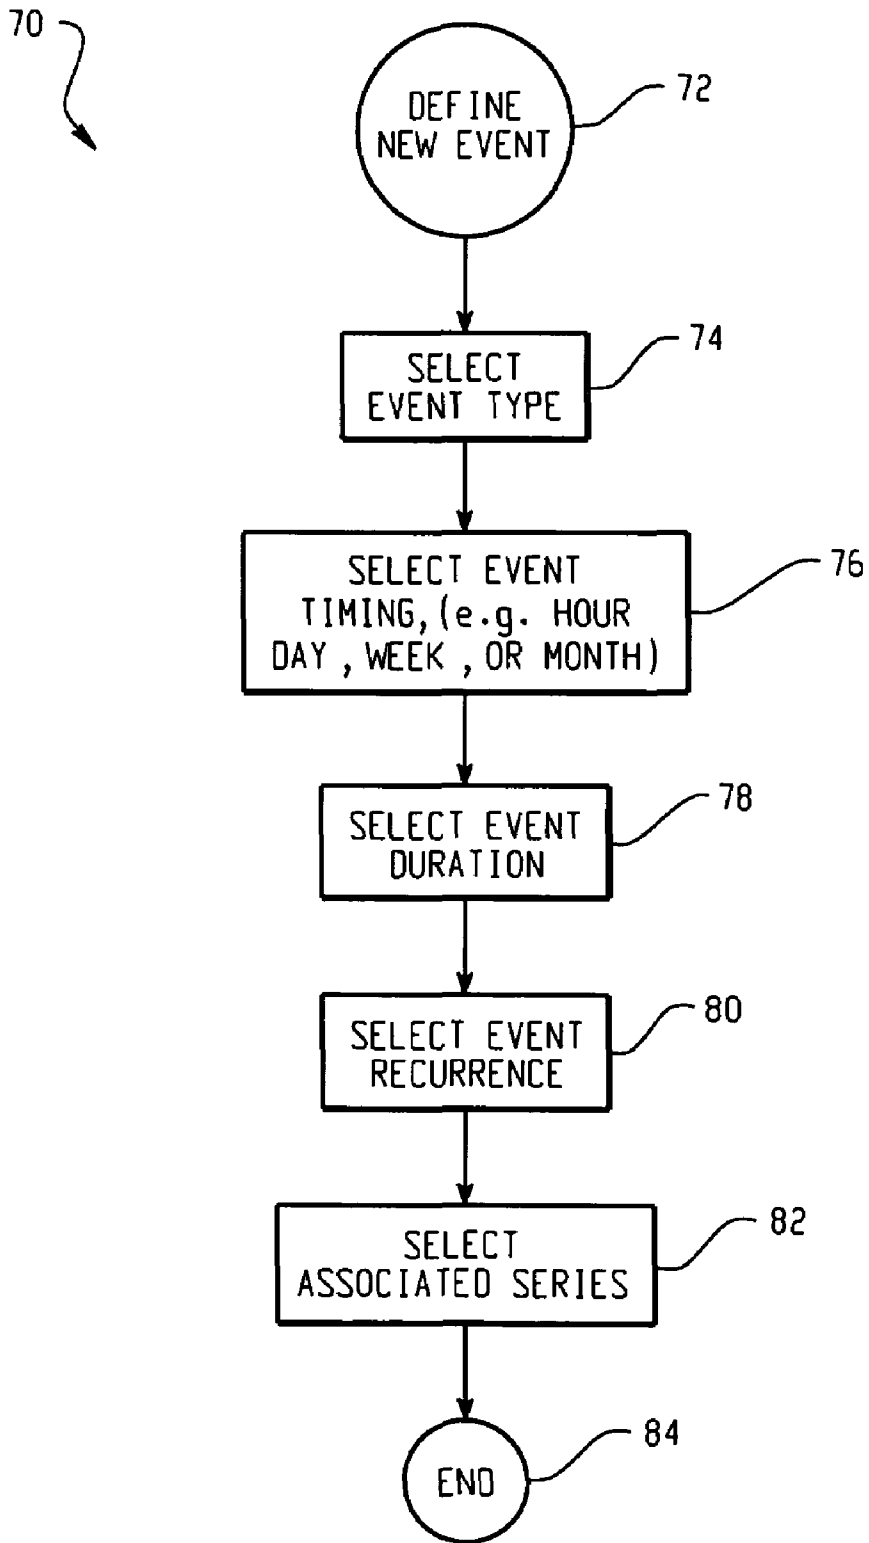 70
DEFINE
NEW EVENT
72
SELECT
EVENT TYPE
74
SELECT EVENT
TIMING, (e.g. HOUR
DAY, WEEK, OR MONTH)
76
SELECT EVENT
DURATION
78
SELECT EVENT
RECURRENCE
80
SELECT
ASSOCIATED SERIES
82
END
84